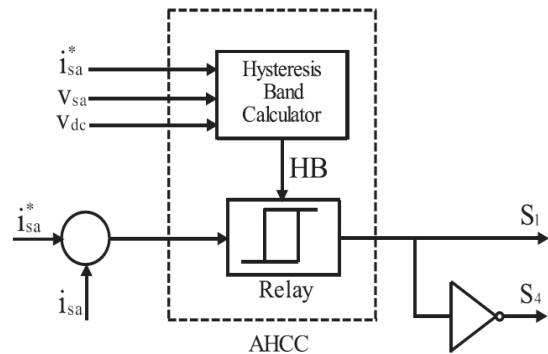 i*sa
vsa
vdc
Hysteresis
Band
Calculator
HB
i*sa
isa
Relay
S1
S4
AHCC